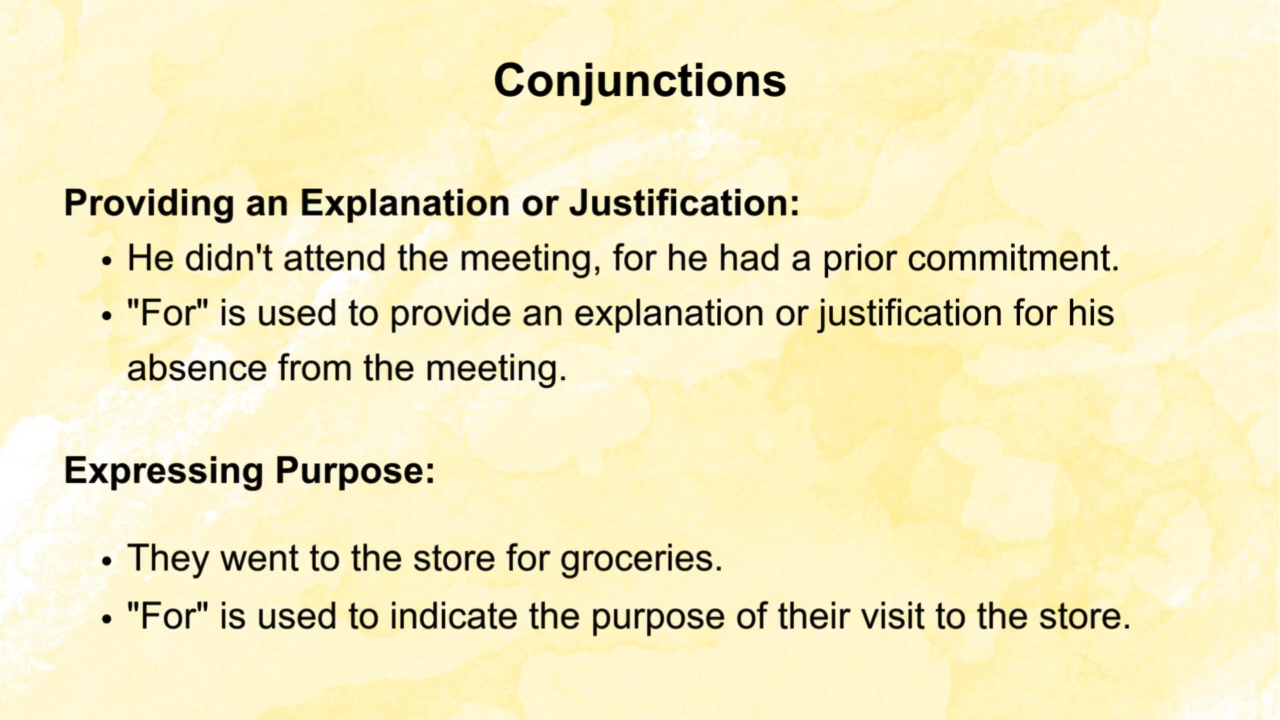 Conjunctions
Providing an Explanation or Justification:
• He didn't attend the meeting, for he had a prior commitment.
• "For" is used to provide an explanation or justification for his
absence from the meeting.
Expressing Purpose:
• They went to the store for groceries.
• "For" is used to indicate the purpose of their visit to the store.